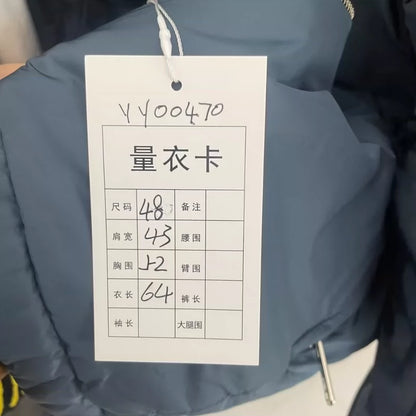 YY00470
量衣卡
尺码 48 备注
肩宽 43 腰围
胸围 52 臂围
衣长 64 裤长
袖长 大腿围